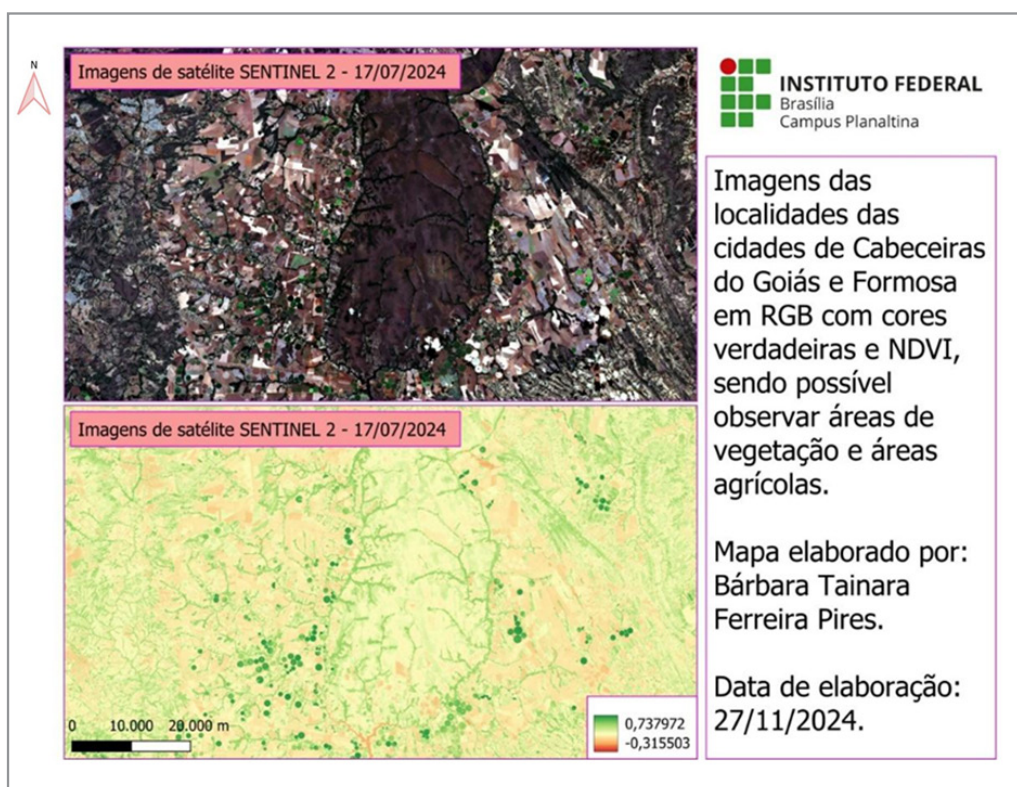 N
Imagens de satélite SENTINEL 2 - 17/07/2024
Imagens de satélite SENTINEL 2 - 17/07/2024
0 10.000 20.000 m
0,737972
-0,315503
INSTITUTO FEDERAL
Brasília
Campus Planaltina
Imagens das
localidades das
cidades de Cabeceiras
do Goiás e Formosa
em RGB com cores
verdadeiras e NDVI,
sendo possível
observar áreas de
vegetação e áreas
agrícolas.
Mapa elaborado por:
Bárbara Tainara
Ferreira Pires.
Data de elaboração:
27/11/2024.